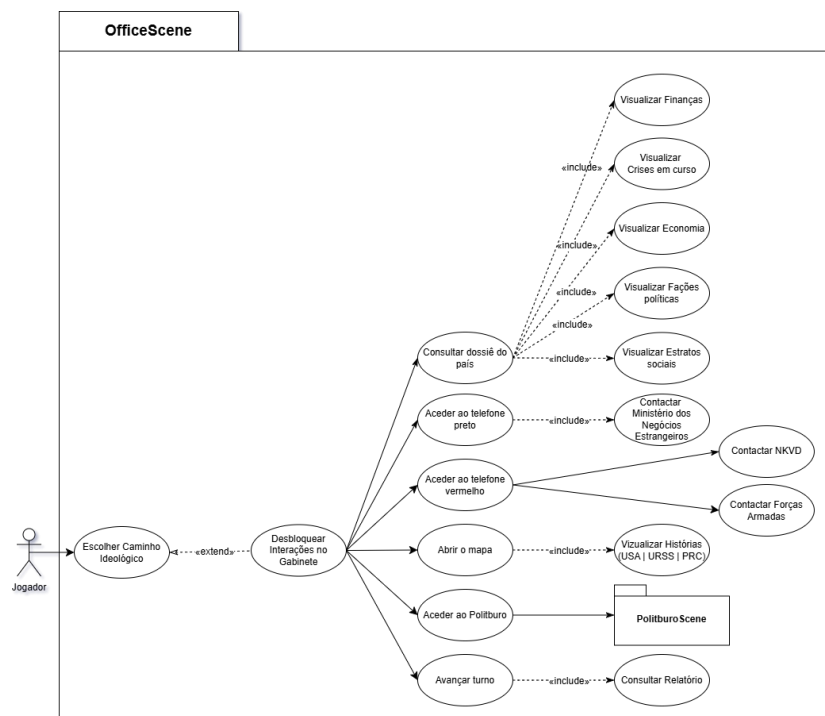 OfficeScene
Visualizar Finanças
«include»
Visualizar
Crises em curso
«include»
Visualizar Economia
«include»
Visualizar Fações
políticas
«include»
Consultar dossiê do
país
«include»
Visualizar Estratos
sociais
Aceder ao telefone
preto
«include»
Contactar
Ministério dos
Negócios
Estrangeiros
Aceder ao telefone
vermelho
Contactar NKVD
Contactar Forças
Armadas
Jogador
Escolher Caminho
Ideológico
«extend»
Desbloquear
Interações no
Gabinete
Abrir o mapa
«include»
Vizualizar Histórias
(USA | URSS | PRC)
Aceder ao Politburo
PolitburoScene
Avançar turno
«include»
Consultar Relatório